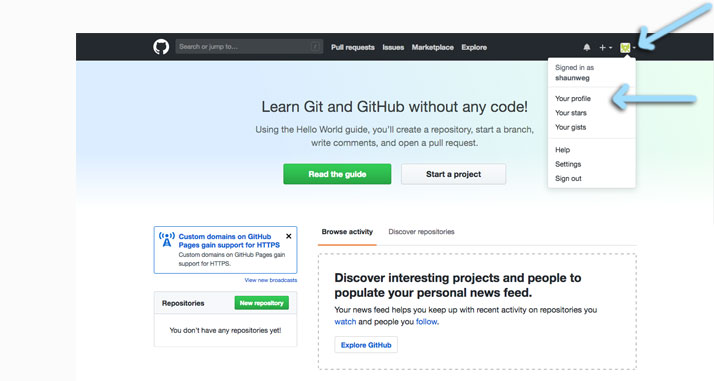 Search or jump to...
/
Pull requests Issues Marketplace Explore
Signed in as
shaunweg
Your profile
Your stars
Your gists
Help
Settings
Sign out
Learn Git and GitHub without any code!
Using the Hello World guide, you'll create a repository, start a branch,
write comments, and open a pull request.
Read the guide
Start a project
Custom domains on GitHub
Pages gain support for HTTPS
Custom domains on GitHub Pages gain
support for HTTPS.
View new broadcasts
Repositories
New repository
You don't have any repositories yet!
Browse activity
Discover repositories
Discover interesting projects and people to
populate your personal news feed.
Your news feed helps you keep up with recent activity on repositories you
watch and people you follow.
Explore GitHub